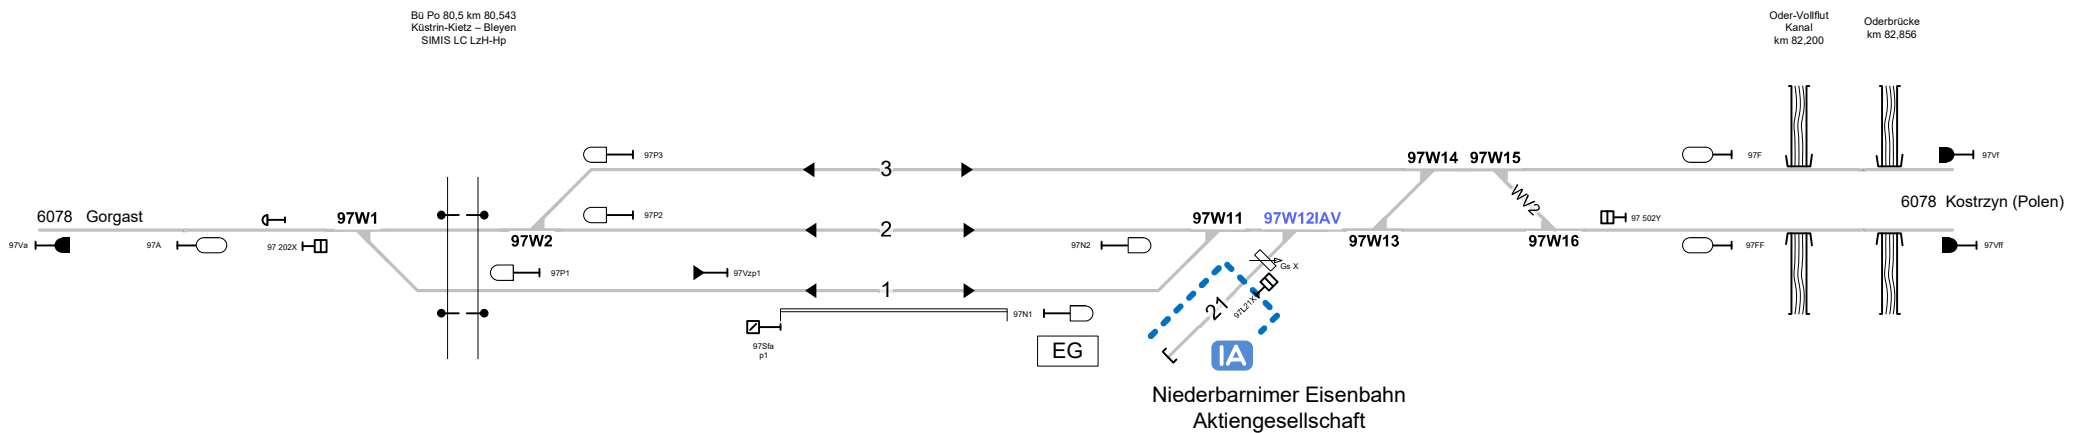 Bü Po 80,5 km 80,543
Küstrin-Kietz – Bleyen
SIMIS LC LzH-Hp
Oder-Vollflut
Kanal
km 82,200
Oderbrücke
km 82,856
97P3
3
97W14
97W15
97F
97Vf
WV2
6078 Gorgast
97W1
97P2
97W11
97W12IAV
97 502Y
6078 Kostrzyn (Polen)
2
97Va
97A
97 202X
97W2
97N2
97W13
97W16
97FF
97Vff
97P1
97Vzp1
Gs X
1
97L21X
21
97N1
97Sfa
p1
EG
IA
Niederbarnimer Eisenbahn
Aktiengesellschaft